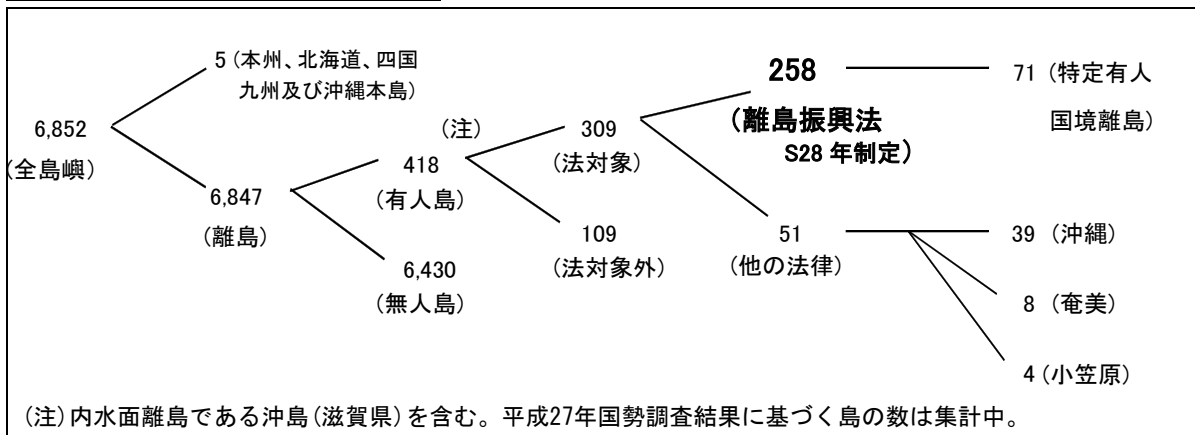 5(本州、北海道、四国
九州及び沖縄本島)
6,852
(全島嶼)
6,847
(離島)
(注)
418
(有人島)
6,430
(無人島)
309
(法対象)
109
(法対象外)
258
(離島振興法
S28 年制定)
51
(他の法律)
71 (特定有人
国境離島)
39 (沖縄)
8 (奄美)
4 (小笠原)
(注)内水面離島である沖島(滋賀県)を含む。平成27年国勢調査結果に基づく島の数は集計中。